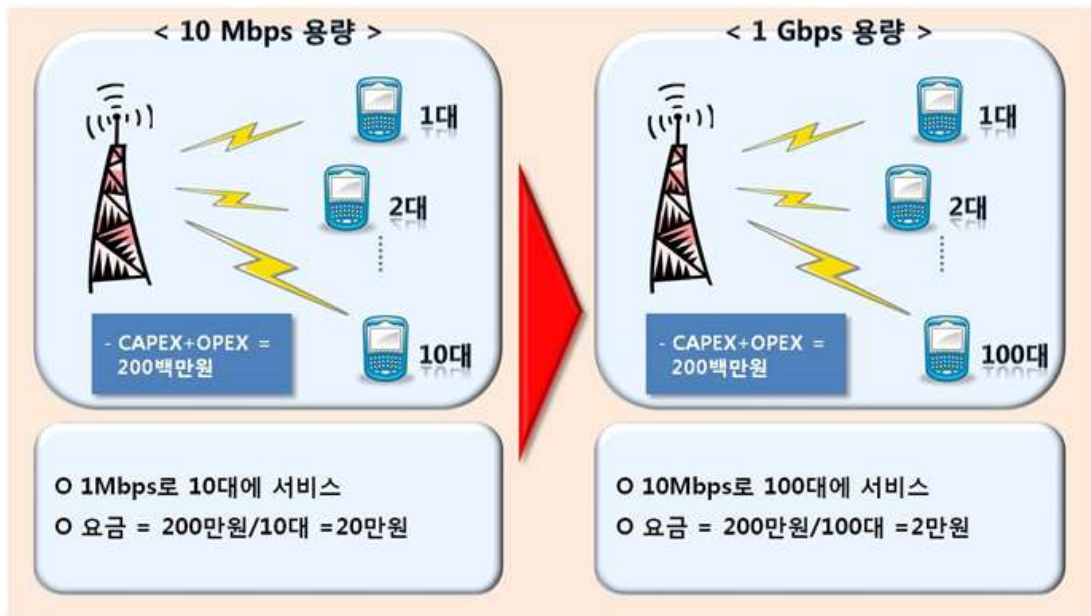 < 10 Mbps 용량 >
1대
2대
10대
- CAPEX+OPEX =
200백만원
O 1Mbps로 10대에 서비스
O 요금 = 200만원/10대 =20만원
< 1 Gbps 용량 >
1대
2대
100대
- CAPEX+OPEX =
200백만원
O 10Mbps로 100대에 서비스
O 요금 = 200만원/100대 =2만원